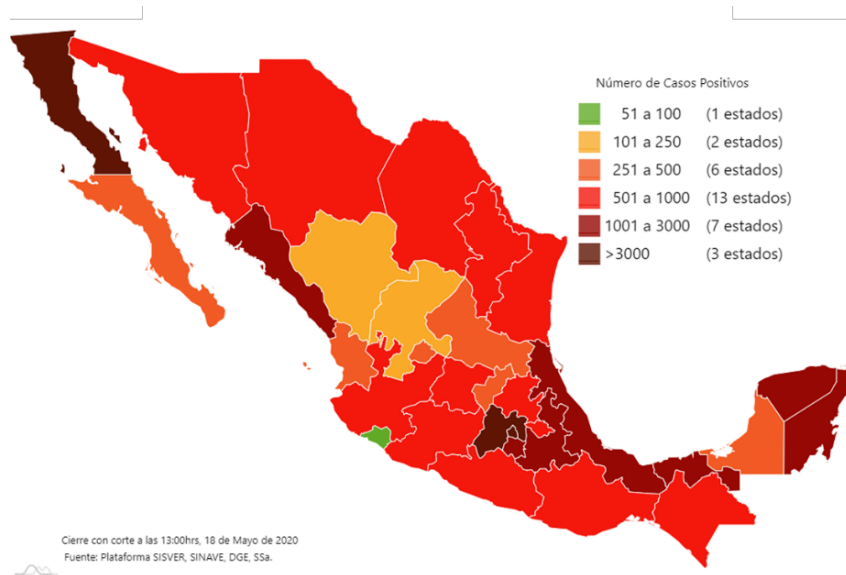 Número de Casos Positivos
51 a 100 (1 estados)
101 a 250 (2 estados)
251 a 500 (6 estados)
501 a 1000 (13 estados)
1001 a 3000 (7 estados)
>3000 (3 estados)
Cierre con corte a las 13:00hrs, 18 de Mayo de 2020
Fuente: Plataforma SISVER, SINAVE, DGE, SSa.